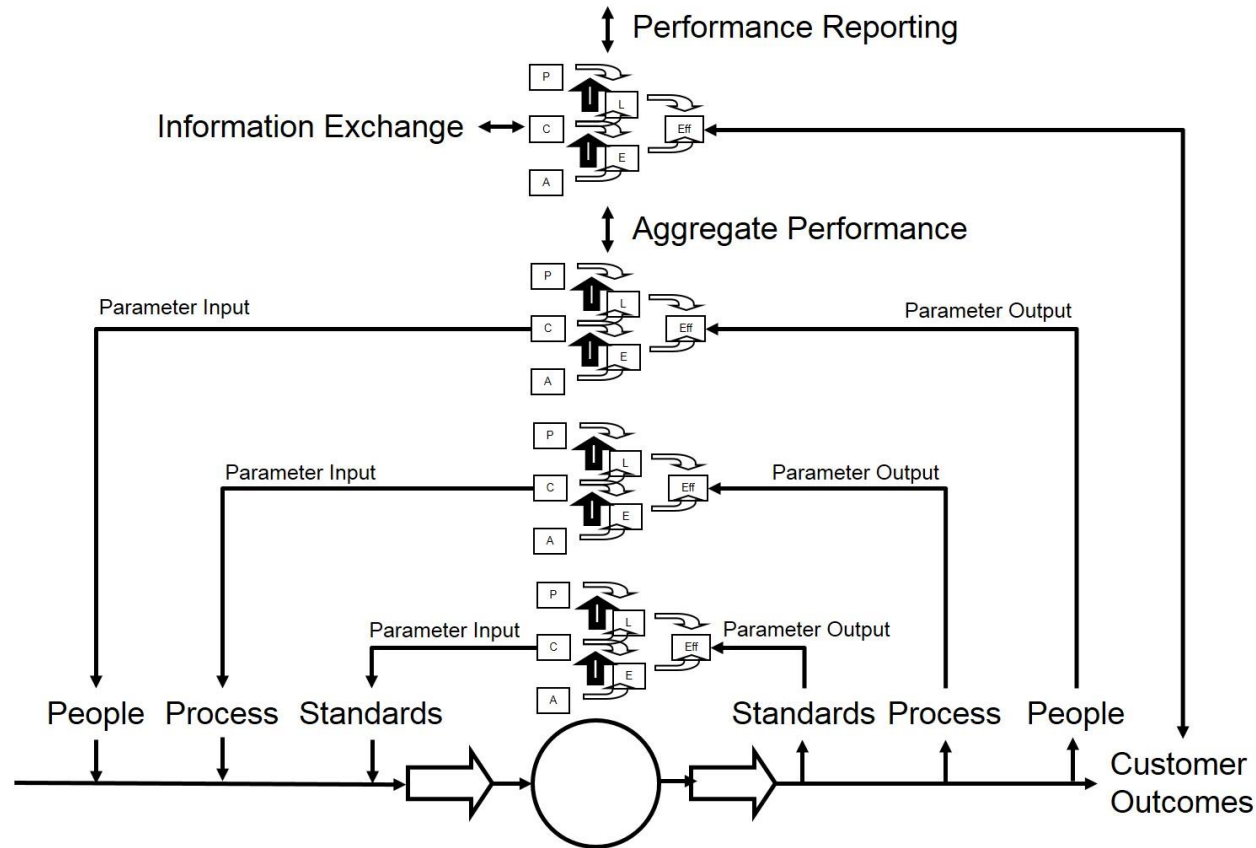 Performance Reporting
P
L
Information Exchange
C
Eff
E
A
Aggregate Performance
P
Parameter Input
L
Parameter Output
C
Eff
E
A
P
Parameter Input
L
Parameter Output
C
Eff
E
A
P
Parameter Input
L
Parameter Output
C
Eff
E
A
People Process Standards
Standards Process People
Customer
Outcomes